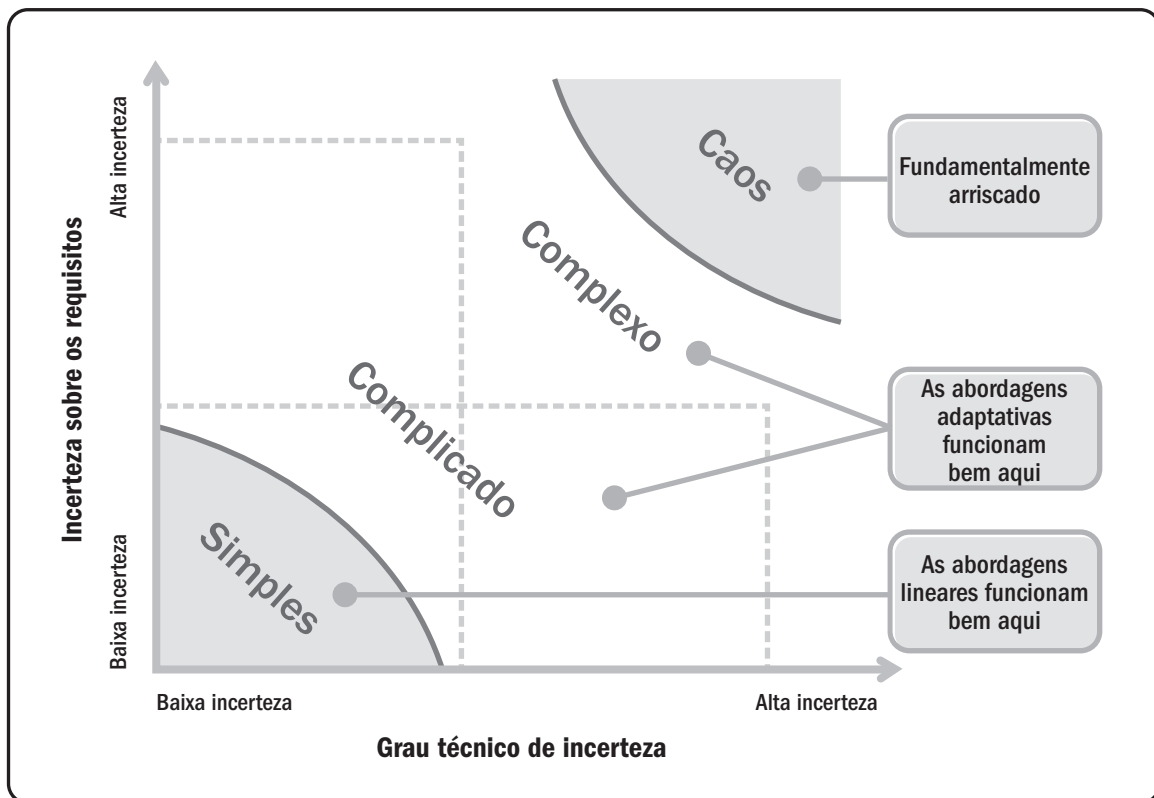 Alta incerteza
Incerteza sobre os requisitos
Baixa incerteza
Caos
Complexo
Complicado
Simples
Fundamentalmente
arriscado
As abordagens
adaptativas
funcionam
bem aqui
As abordagens
lineares funcionam
bem aqui
Baixa incerteza
Alta incerteza
Grau técnico de incerteza